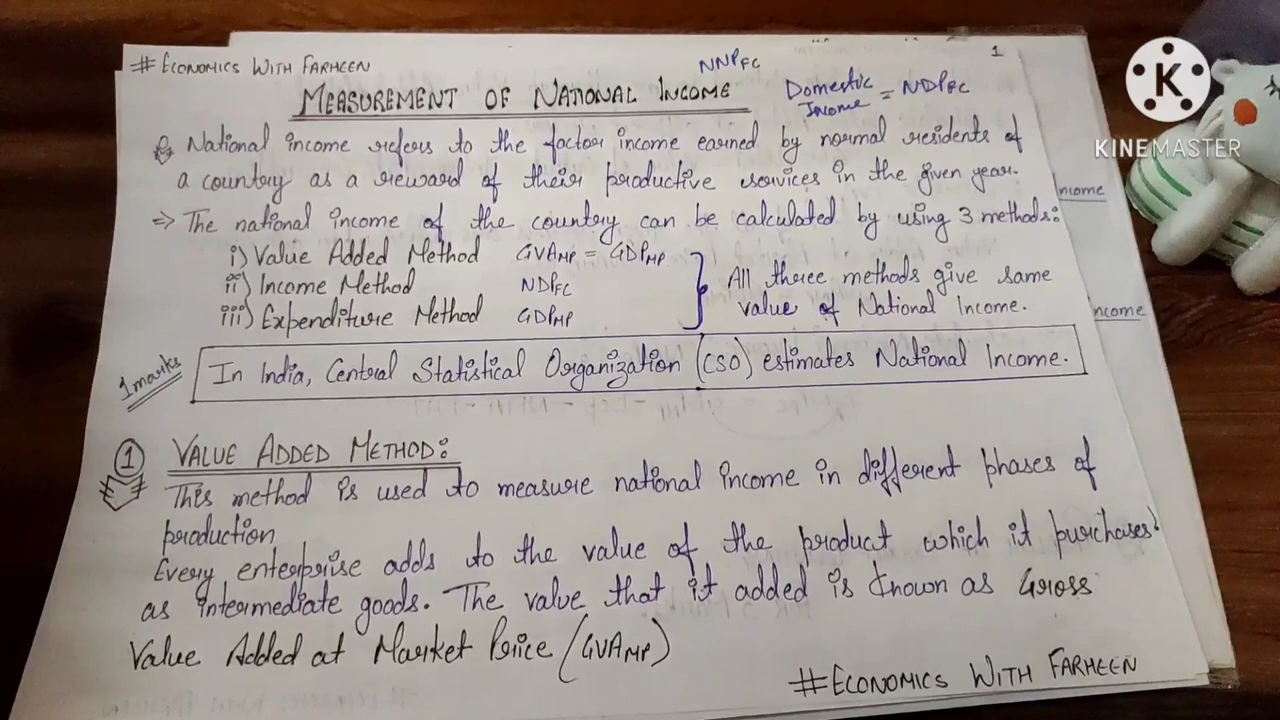 # ECONOMICS WITH FARHEEN
NNPFC
1
MEASUREMENT OF NATIONAL INCOME
Domestic Income = NDPFC
National income refers to the factor income earned by normal residents of
a country as a reward of their productive services in the given year.
⇒ The national income of the country can be calculated by using 3 methods:
i) Value Added Method GVAMP = GDPMP
ii) Income Method NDPFC
iii) Expenditure Method GDPMP
All three methods give same
value of National Income.
1 marks
In India, Central Statistical Organization (CSO) estimates National Income.
1 VALUE ADDED METHOD:
This method is used to measure national income in different phases of
production
Every enterprise adds to the value of the product which it purchases
as intermediate goods. The value that it added is known as Gross
Value Added at Market Price (GVAMP)
# ECONOMICS WITH FARHEEN
K
KINEMASTER
ncome
ncome